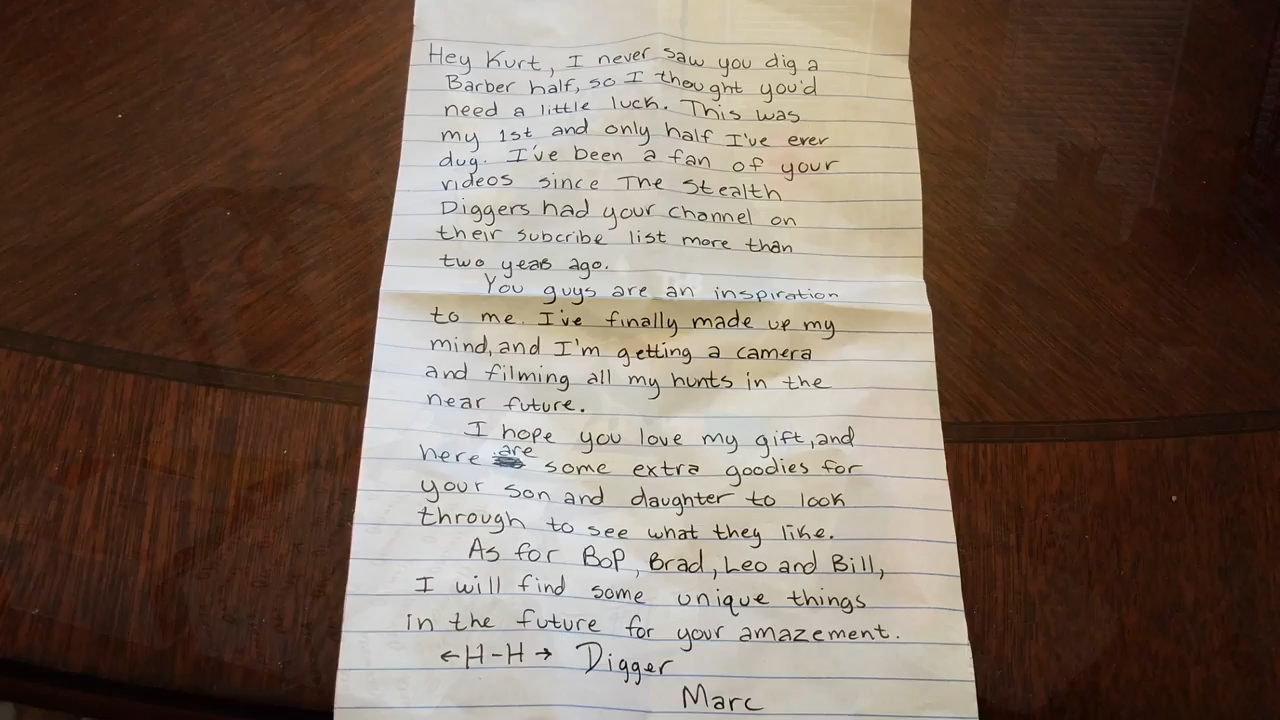 Hey Kurt, I never saw you dig a
Barber half, so I thought you'd
need a little luck. This was
my 1st and only half I've ever
dug. I've been a fan of your
videos since The Stealth
Diggers had your channel on
their subcribe list more than
two years ago.
You guys are an inspiration
to me. I've finally made up my
mind, and I'm getting a camera
and filming all my hunts in the
near future.
I hope you love my gift, and
here are some extra goodies for
your son and daughter to look
through to see what they like.
As for BoP, Brad, Leo and Bill,
I will find some unique things
in the future for your amazement.
←H-H→ Digger
Marc